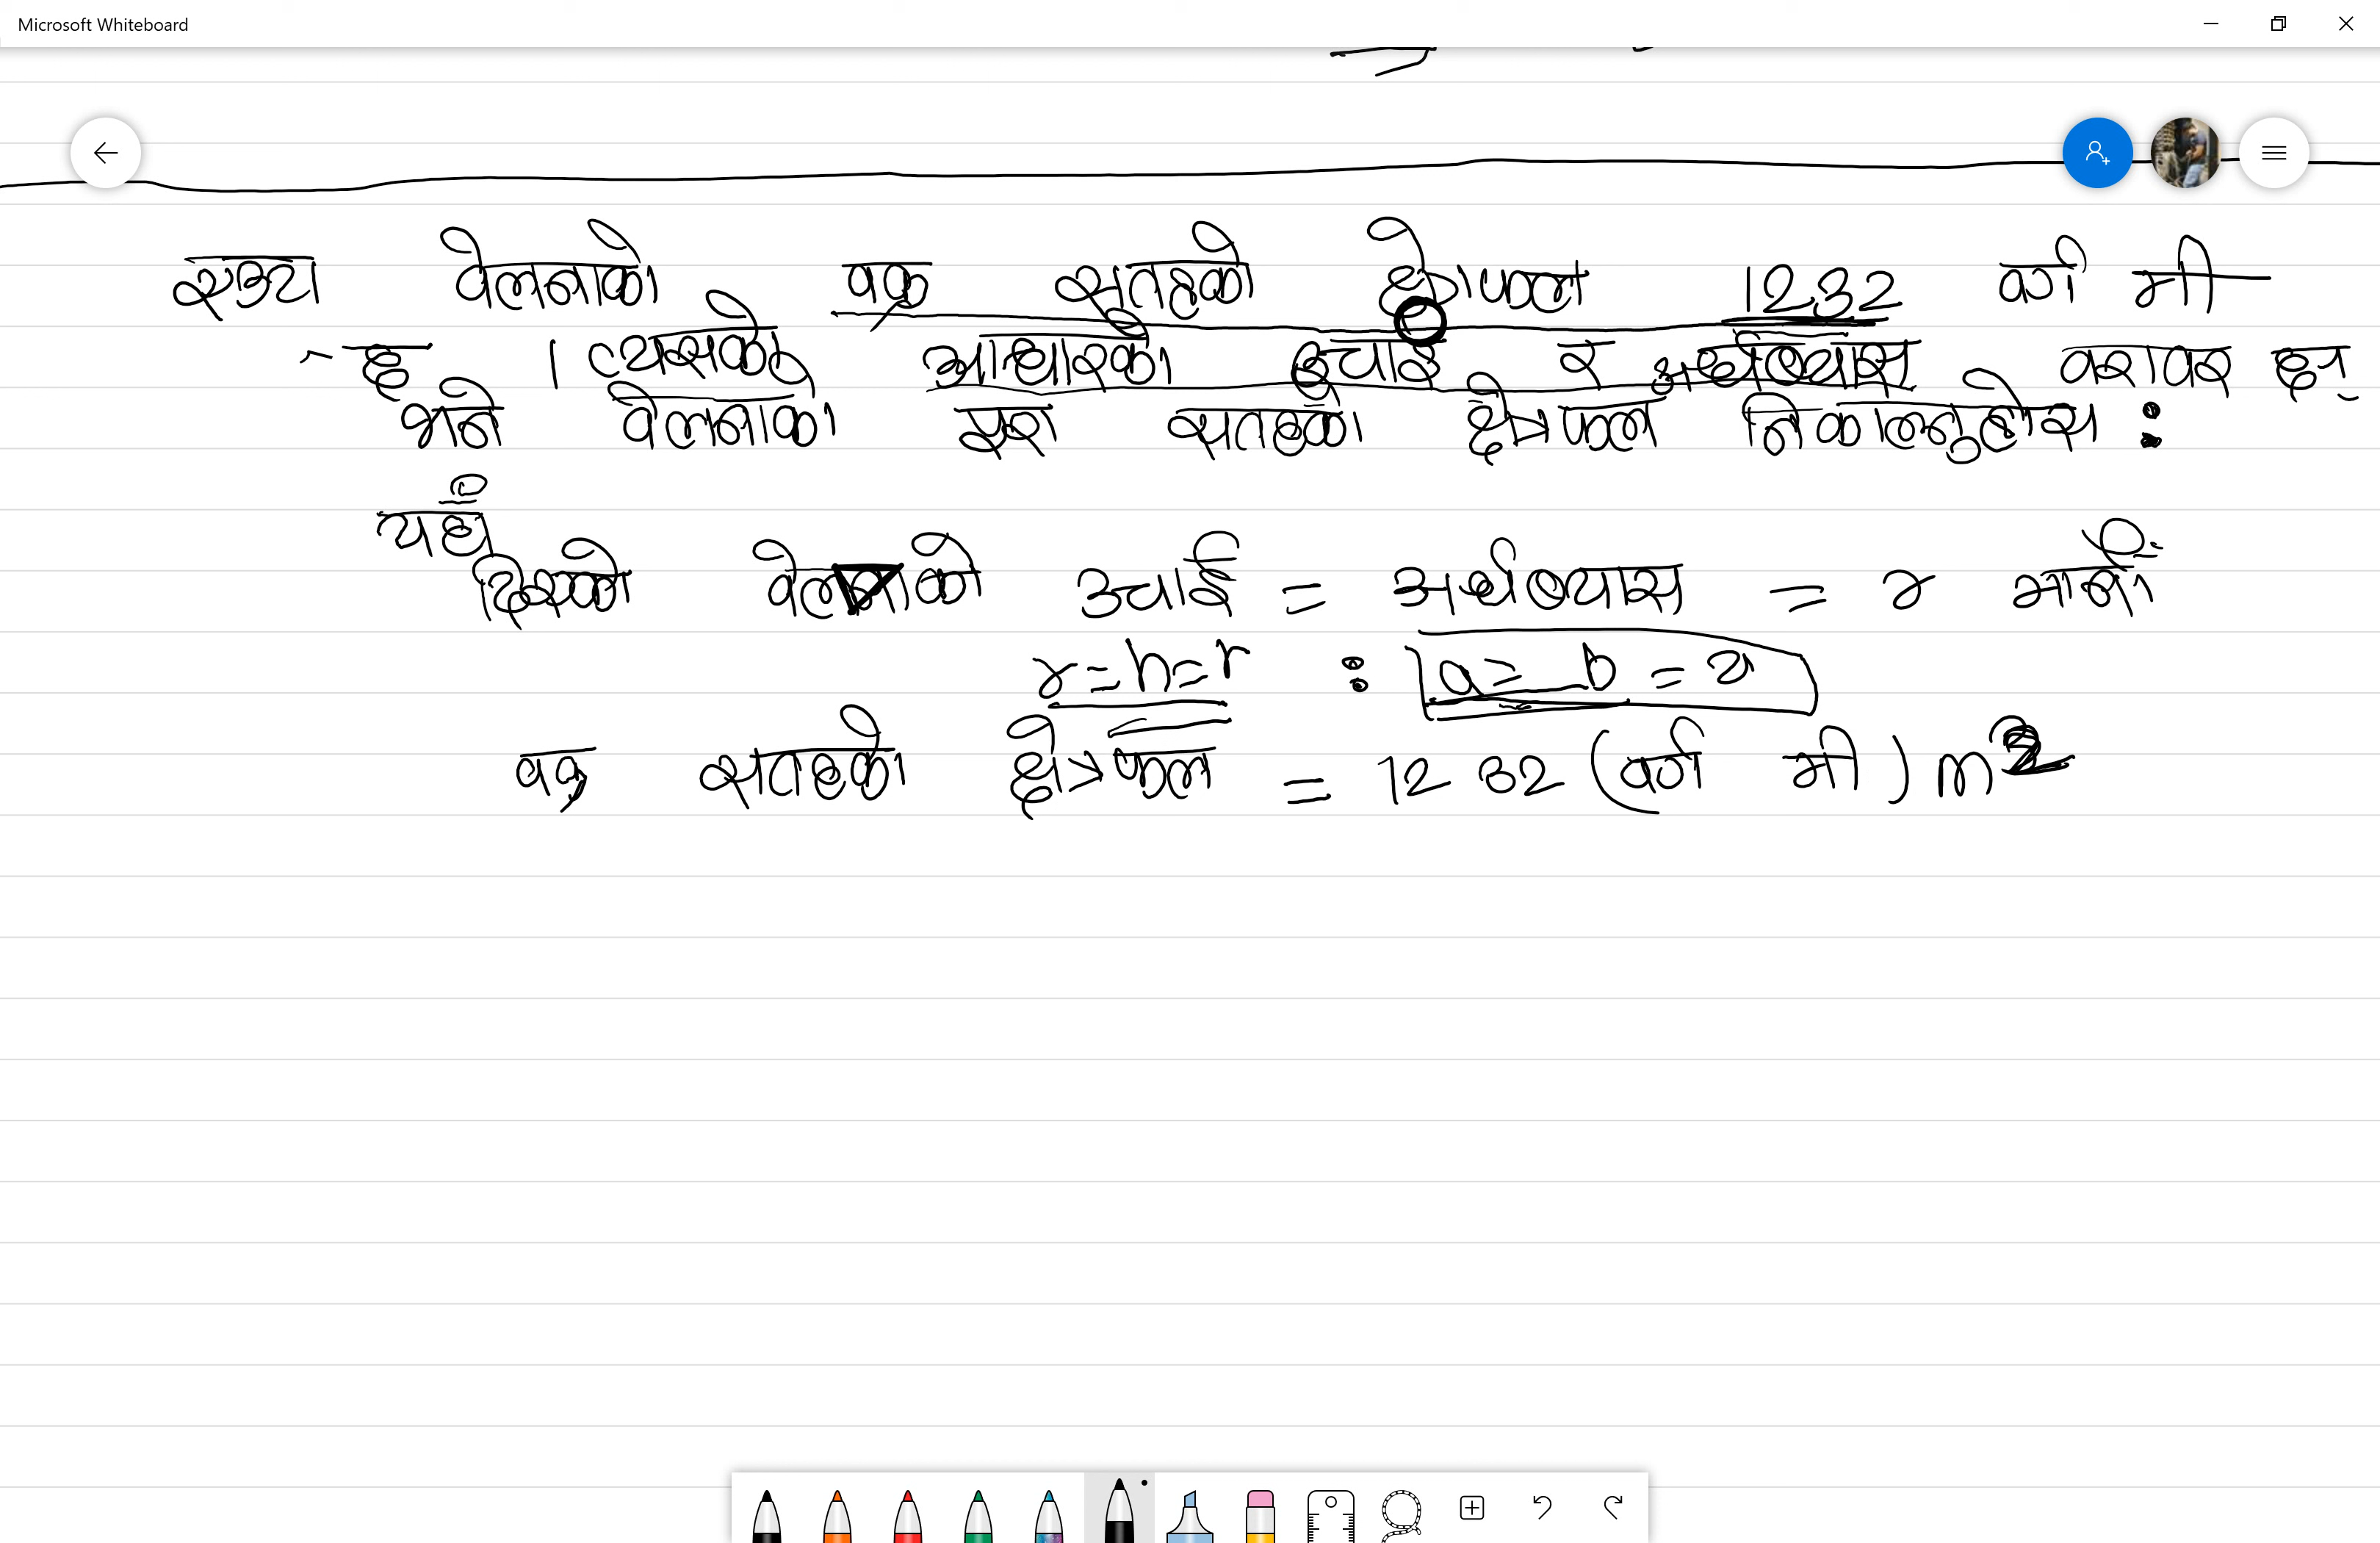 Microsoft Whiteboard
एउटा बेलनाको वक्र सतहको क्षेत्रफल 1232 वर्ग मी
छ । त्यसको आधारको उचाई र अर्धव्यास बराबर छन्
भने बेलनाका पुरा सतहको क्षेत्रफल निकाल्नुहोस :
यहाँ
दिएको बेलनाको उचाई = अर्धव्यास = r मानौं
r = h = r : a = b = r
वक्र सतहको क्षेत्रफल = 1232 (वर्ग मी) m2